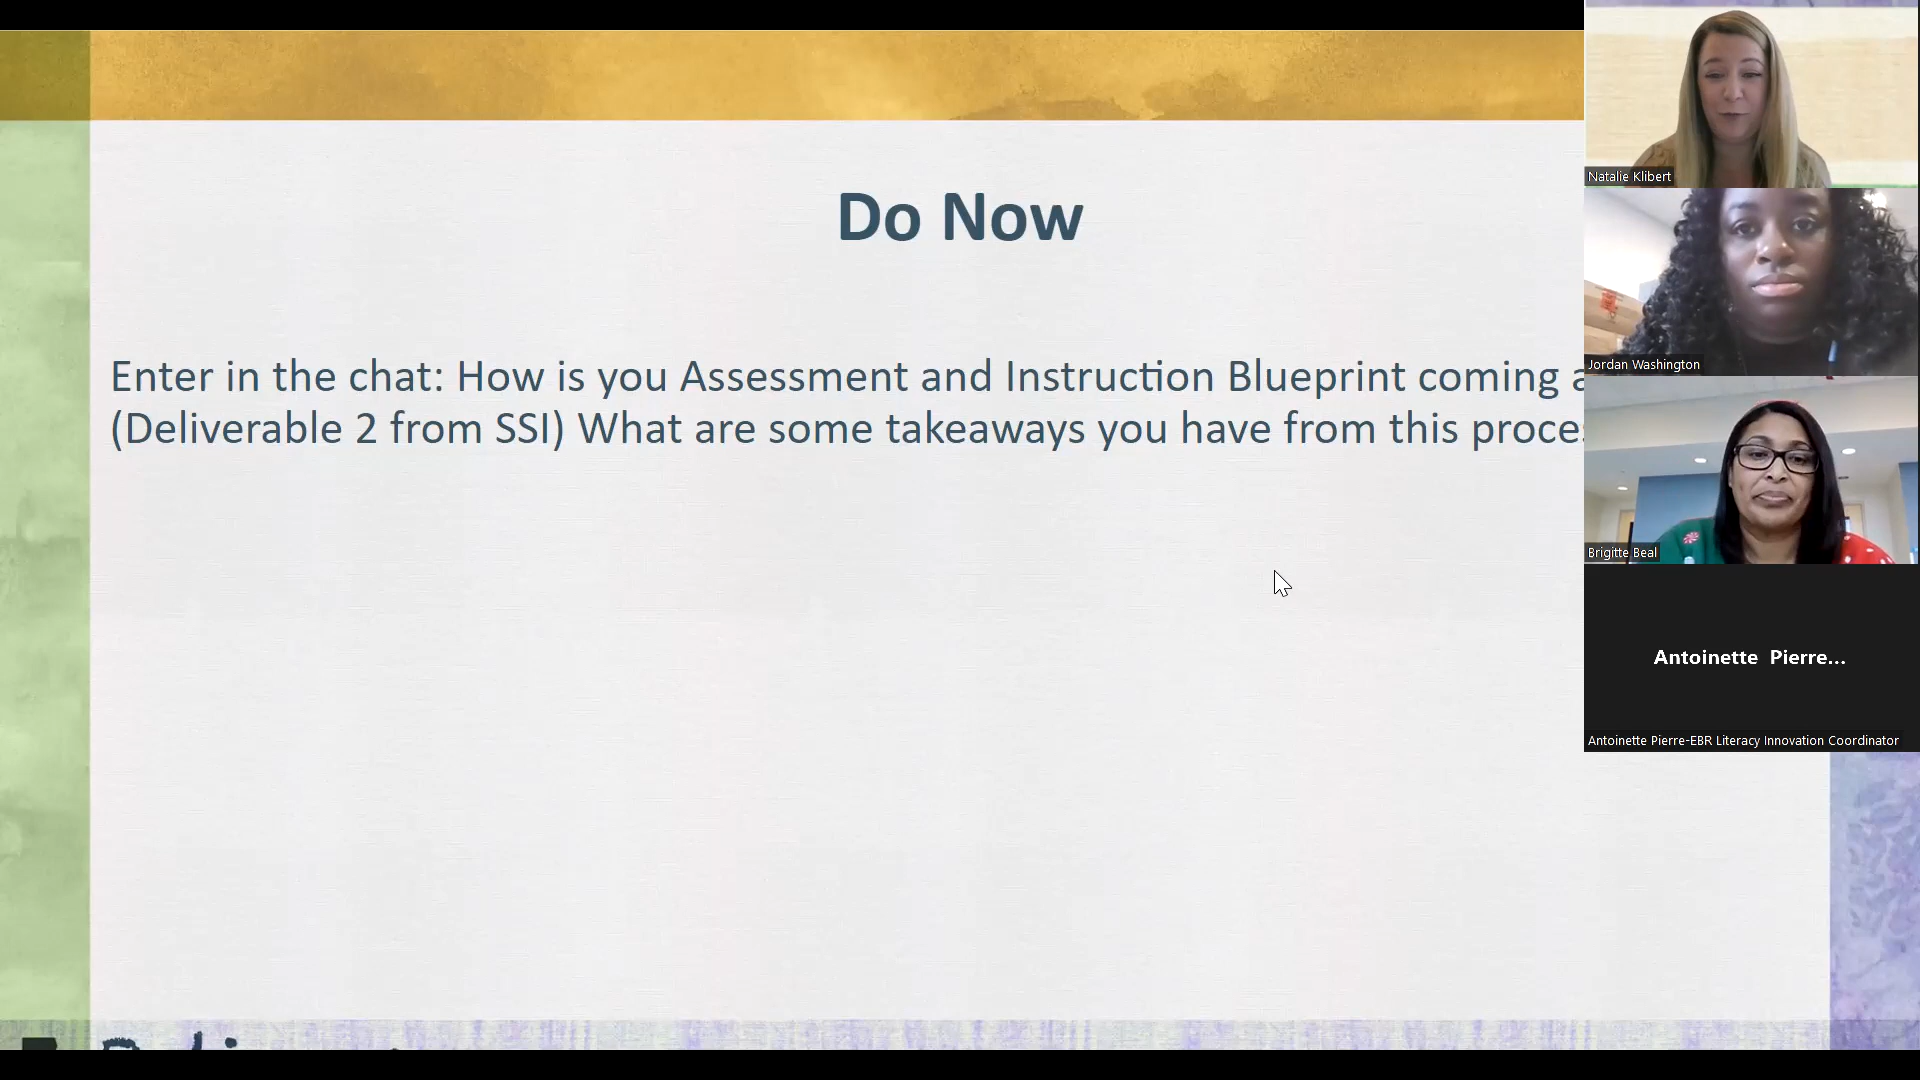 Do Now
Enter in the chat: How is you Assessment and Instruction Blueprint coming
(Deliverable 2 from SSI) What are some takeaways you have from this
Natalie Klibert
Jordan Washington
Brigitte Beal
Antoinette Pierre...
Antoinette Pierre-EBR Literacy Innovation Coordinator